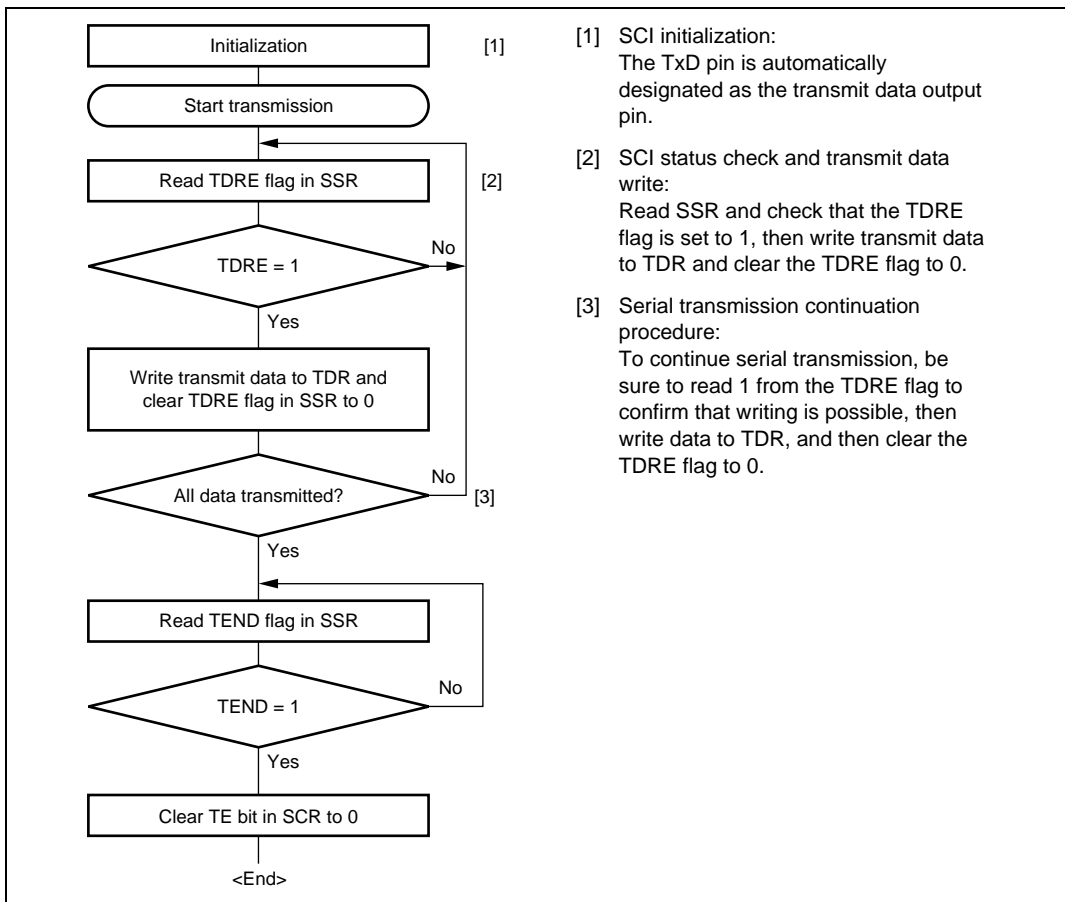 Initialization
[1]
Start transmission
Read TDRE flag in SSR
[2]
No
TDRE = 1
Yes
Write transmit data to TDR and
clear TDRE flag in SSR to 0
No
All data transmitted?
[3]
Yes
Read TEND flag in SSR
No
TEND = 1
Yes
Clear TE bit in SCR to 0
<End>
[1] SCI initialization:
The TxD pin is automatically
designated as the transmit data output
pin.
[2] SCI status check and transmit data
write:
Read SSR and check that the TDRE
flag is set to 1, then write transmit data
to TDR and clear the TDRE flag to 0.
[3] Serial transmission continuation
procedure:
To continue serial transmission, be
sure to read 1 from the TDRE flag to
confirm that writing is possible, then
write data to TDR, and then clear the
TDRE flag to 0.